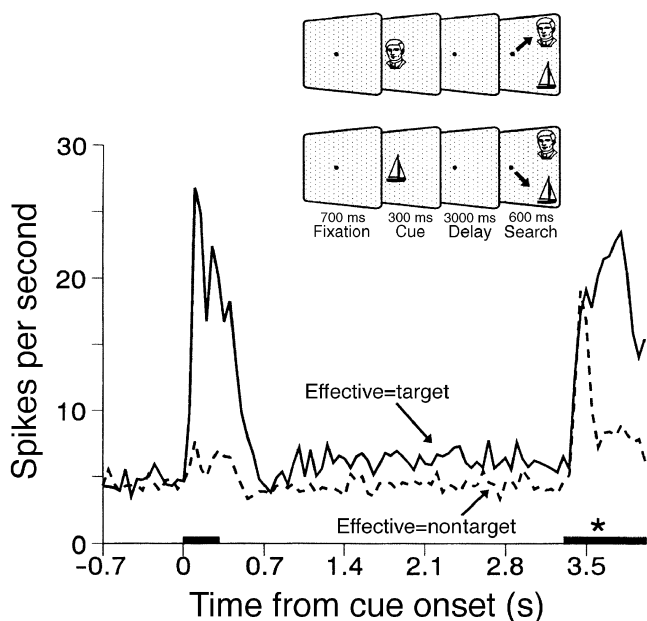 700 ms 300 ms 3000 ms 600 ms
Fixation Cue Delay Search
30
20
10
0
Spikes per second
Effective=target
Effective=nontarget
*
−0.7 0 0.7 1.4 2.1 2.8 3.5
Time from cue onset (s)